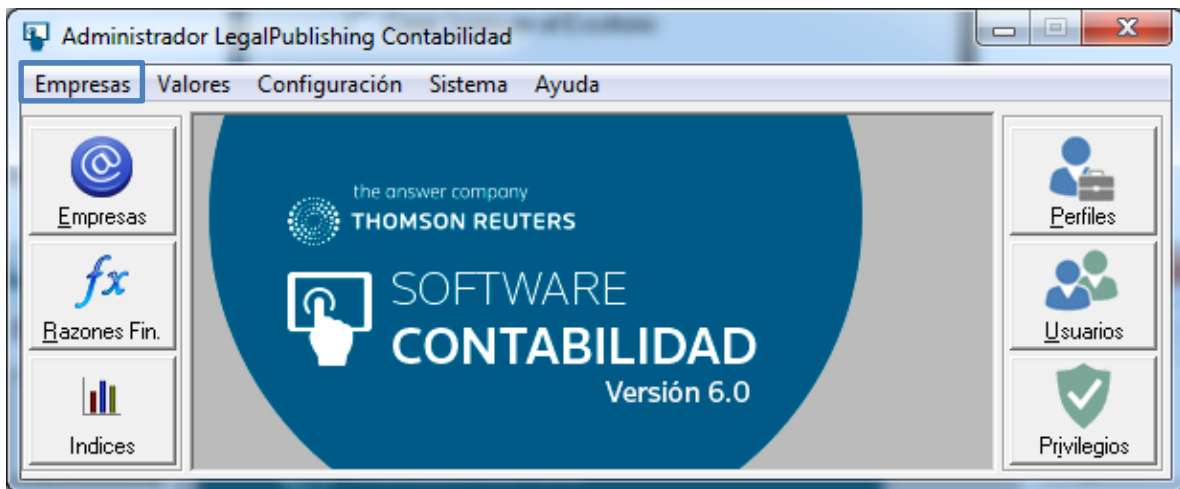 Administrador LegalPublishing Contabilidad
Empresas Valores Configuración Sistema Ayuda
Empresas
Razones Fin.
Indices
the answer company
THOMSON REUTERS
SOFTWARE
CONTABILIDAD
Versión 6.0
Perfiles
Usuarios
Privilegios